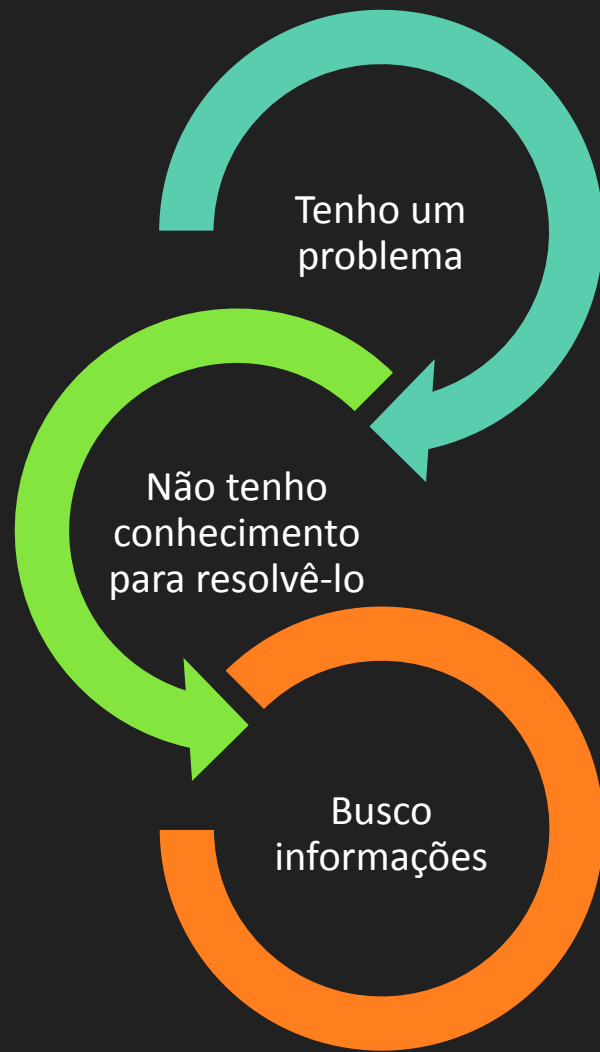 Tenho um
problema
Não tenho
conhecimento
para resolvê-lo
Busco
informações